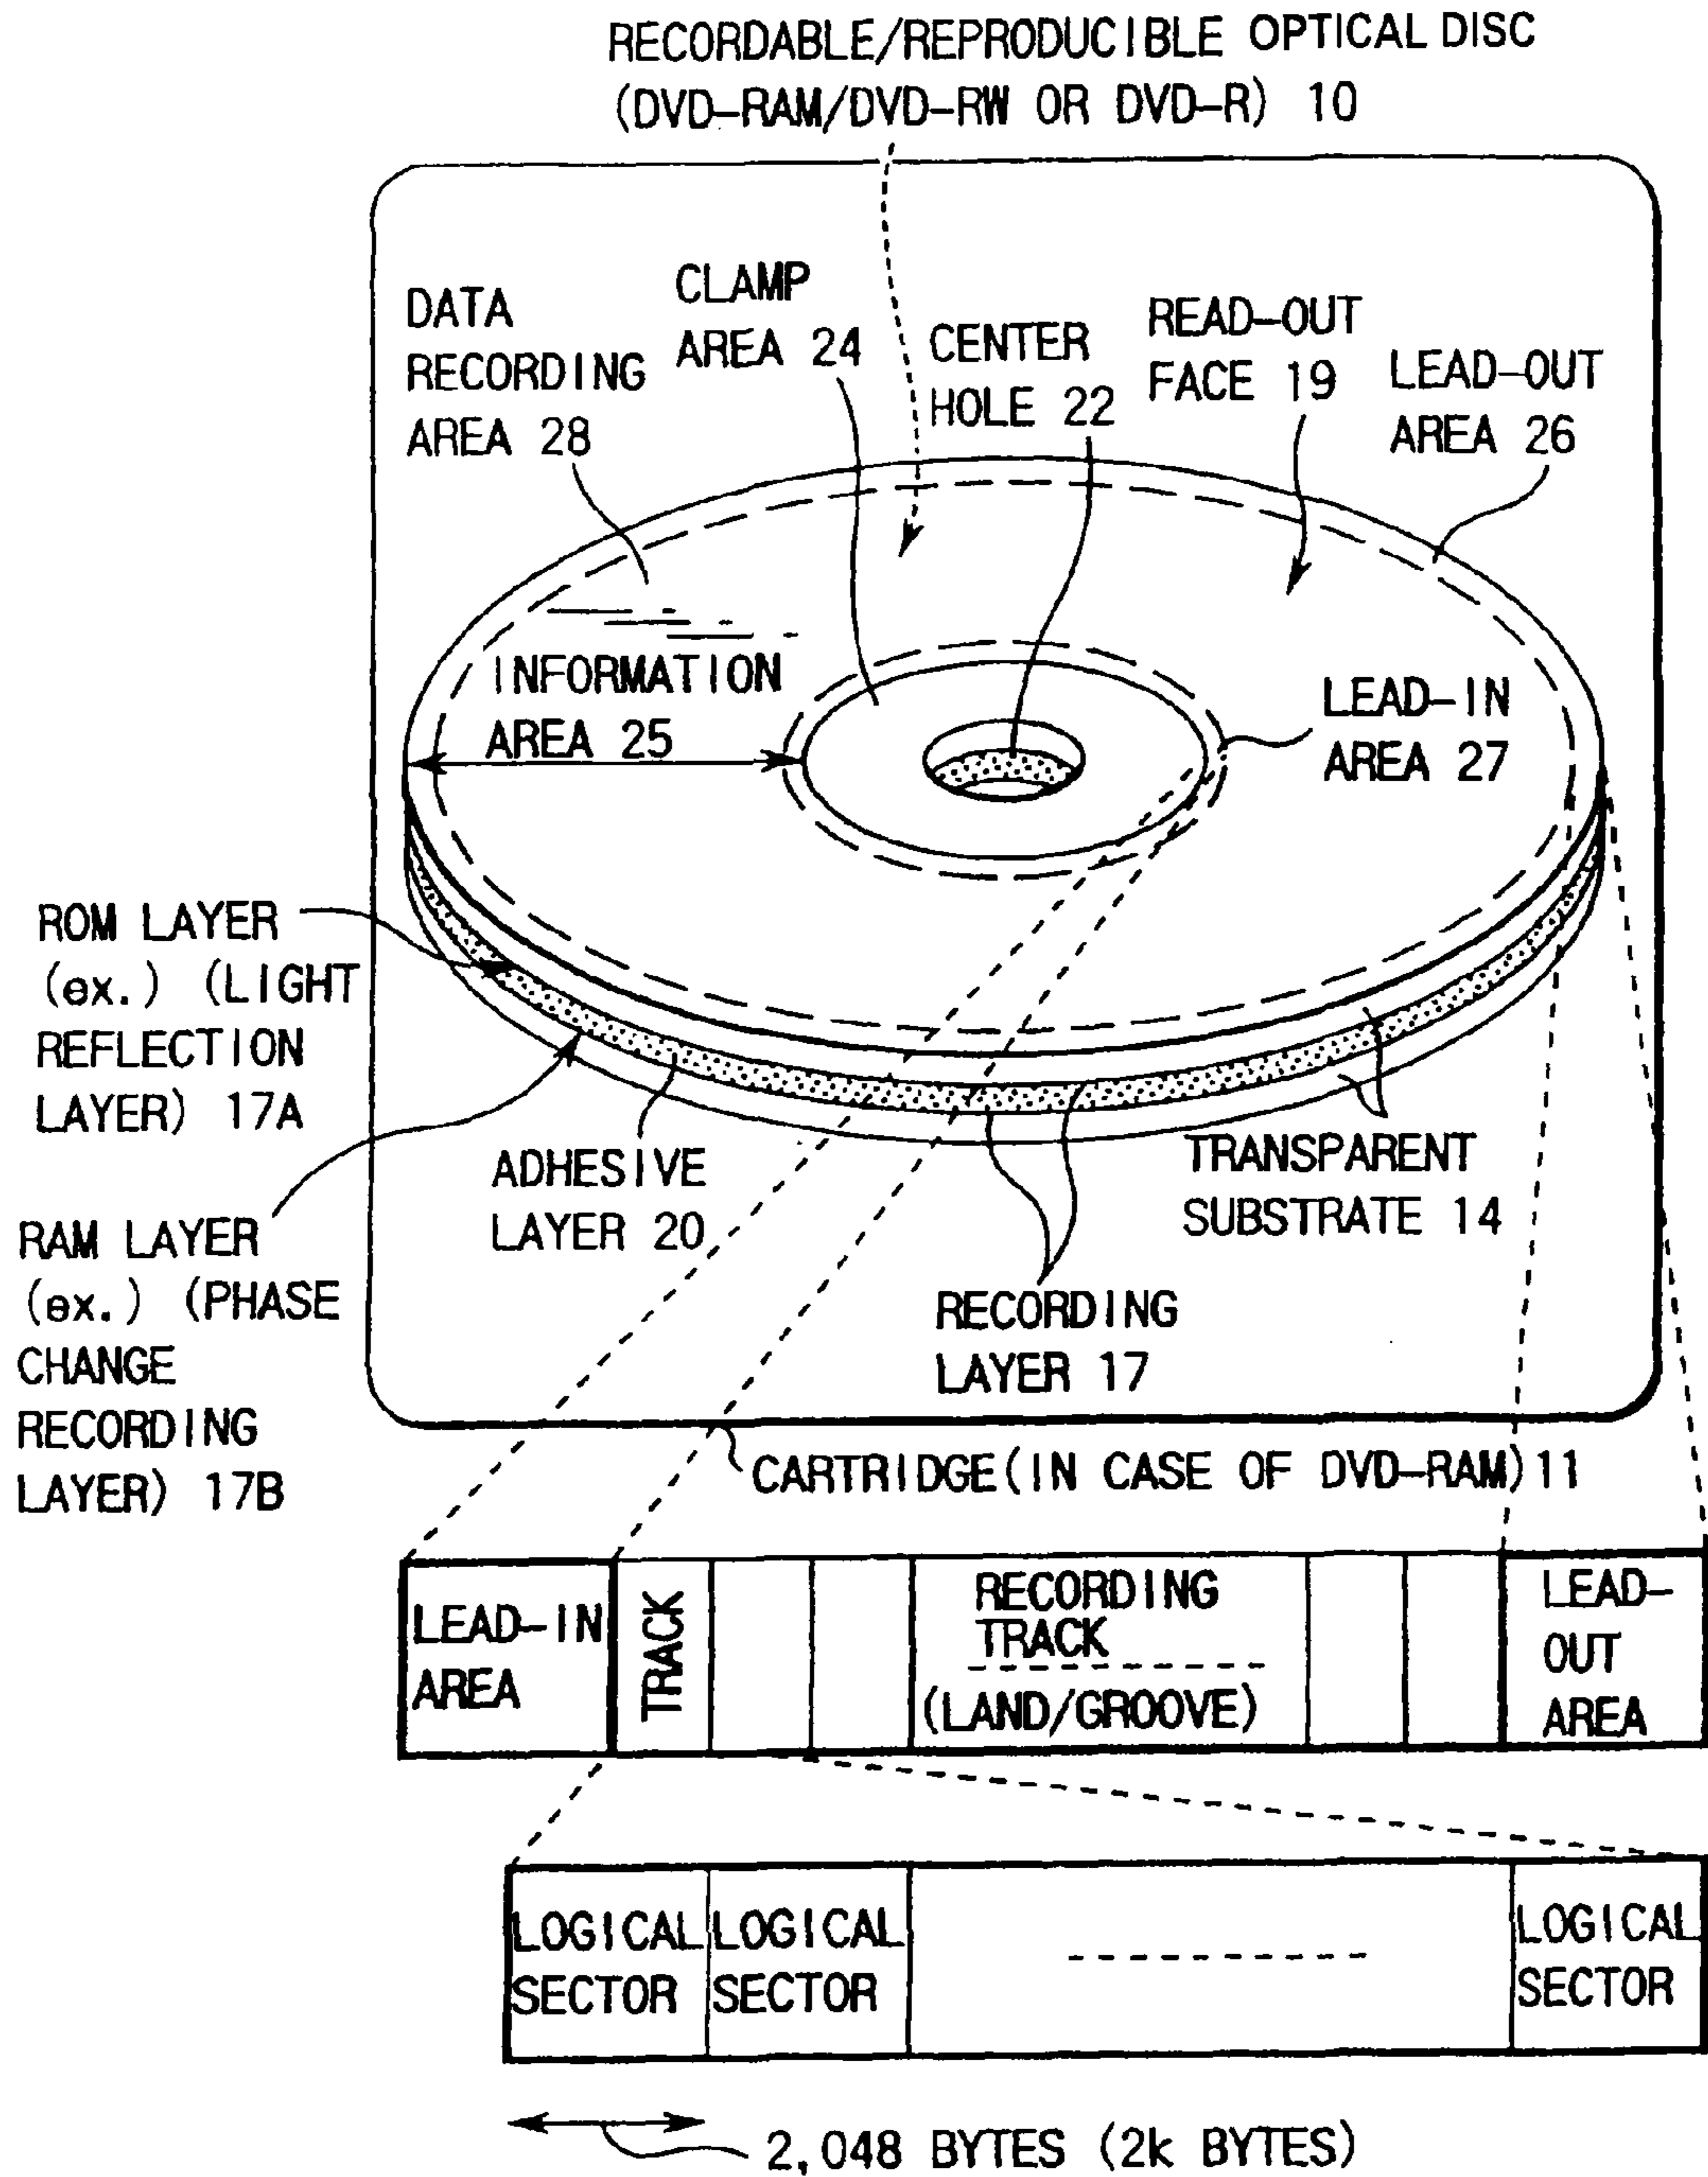 RECORDABLE/REPRODUCIBLE OPTICAL DISC
(DVD-RAM/DVD-RW OR DVD-R) 10
DATA
RECORDING
AREA 28
CLAMP
AREA 24
CENTER
HOLE 22
READ-OUT
FACE 19
LEAD-OUT
AREA 26
INFORMATION
AREA 25
LEAD-IN
AREA 27
ROM LAYER
(ex.) (LIGHT
REFLECTION
LAYER) 17A
RAM LAYER
(ex.) (PHASE
CHANGE
RECORDING
LAYER) 17B
ADHESIVE
LAYER 20
TRANSPARENT
SUBSTRATE 14
RECORDING
LAYER 17
CARTRIDGE(IN CASE OF DVD-RAM)11
LEAD-IN
AREA
TRACK
RECORDING
TRACK
(LAND/GROOVE)
LEAD-
OUT
AREA
LOGICAL
SECTOR
LOGICAL
SECTOR
LOGICAL
SECTOR
2,048 BYTES (2k BYTES)